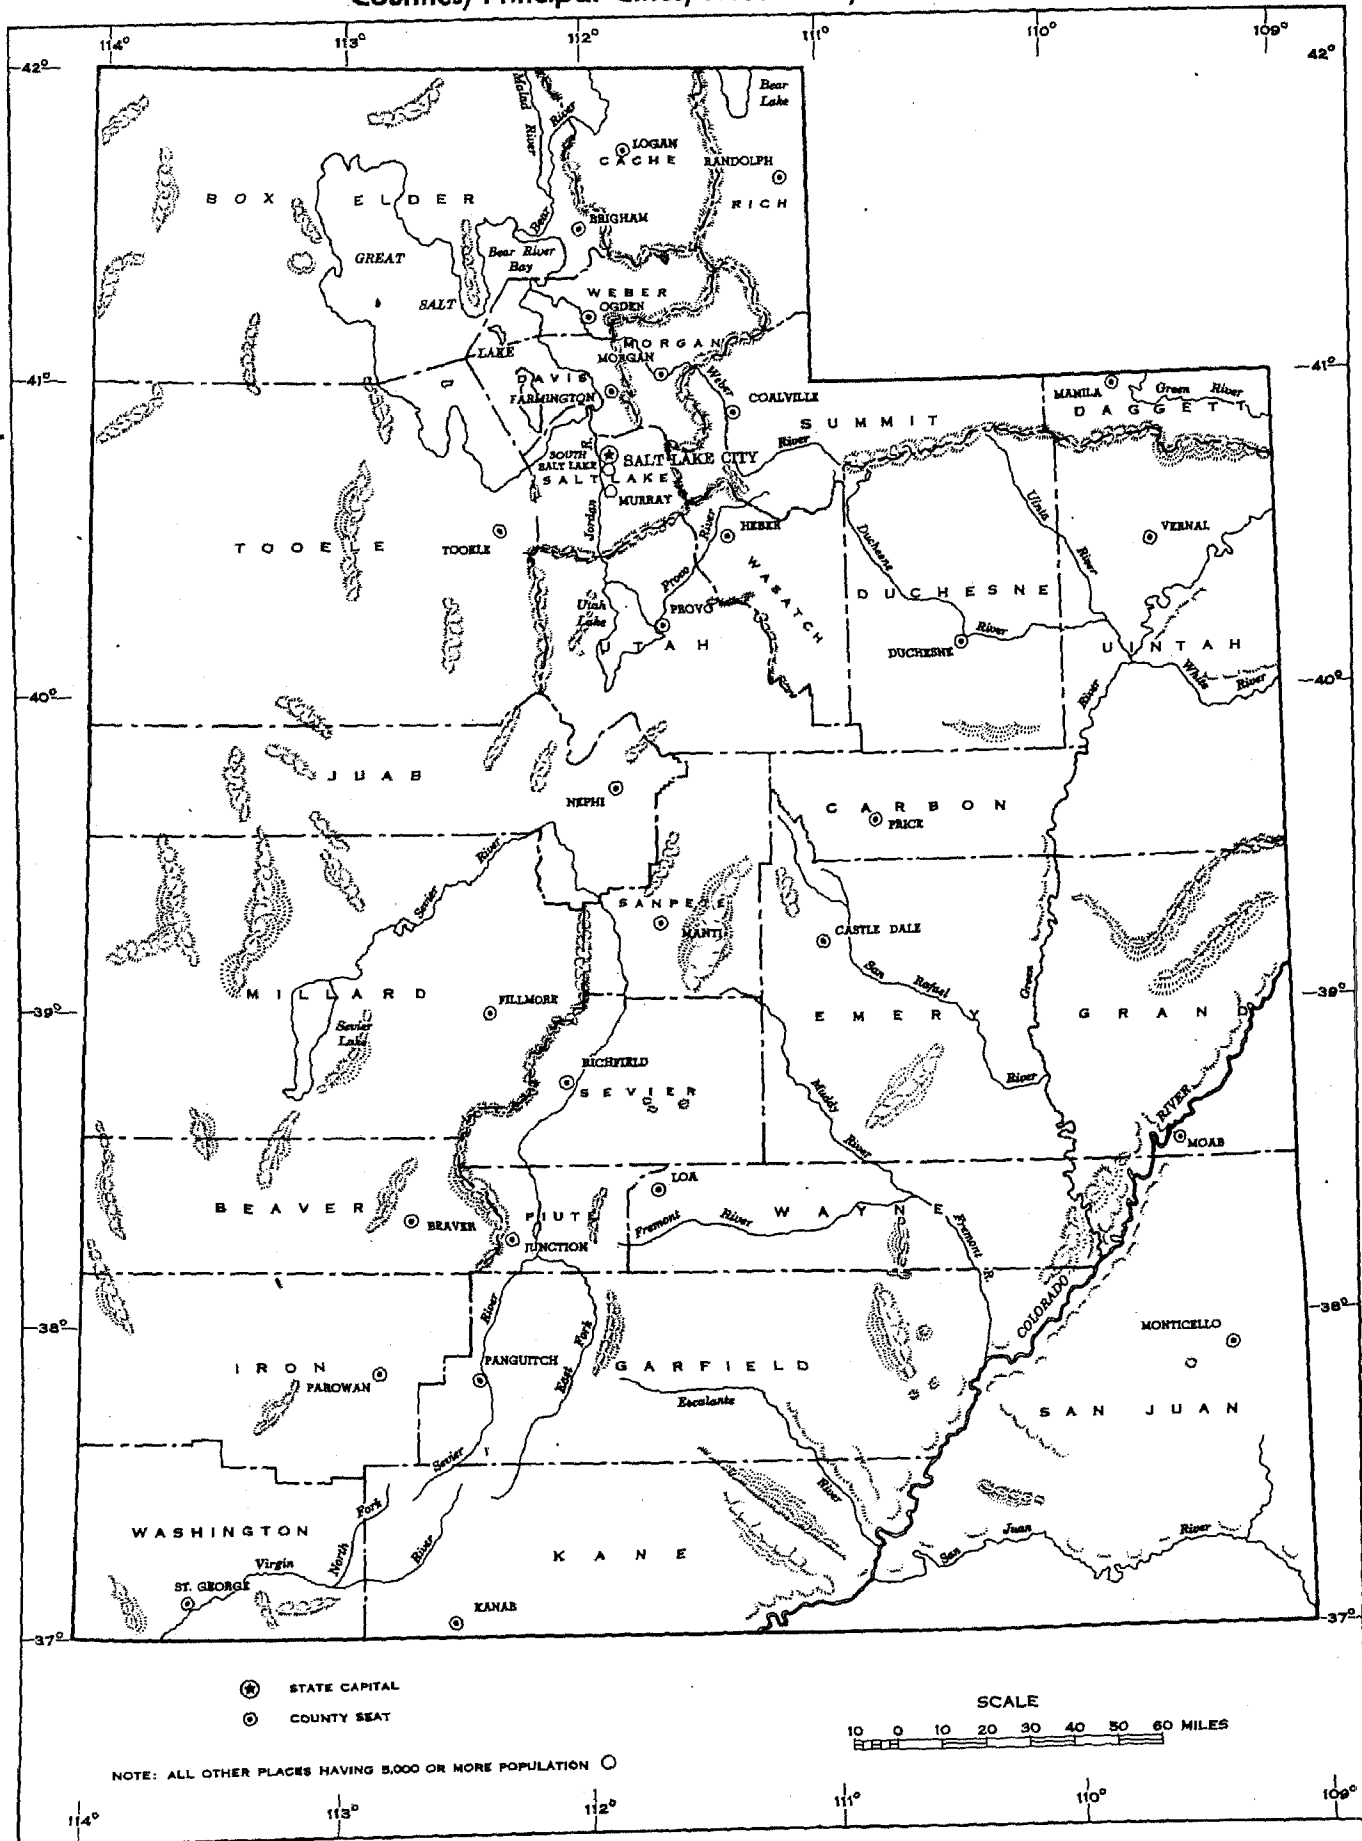 Counties, Principal Cities,
114° 113° 112° 111° 110° 109°
42° 42°
Malad River
River
Bear Lake
LOGAN
CACHE
RANDOLPH
RICH
BOX ELDER
BRIGHAM
Bear
Bear River Bay
GREAT
SALT
LAKE
WEBER
OGDEN
MORGAN
MORGAN
41° 41°
DAVIS
FARMINGTON
Weber
COALVILLE
SUMMIT
River
MANILA
Green River
DAGGETT
R.
SOUTH SALT LAKE
SALT LAKE CITY
SALT LAKE
MURRAY
Jordan
HEBER
River
Provo
TOOELE
TOOELE
WASATCH
Duchesne
DUCHESNE
River
DUCHESNE
Uinta
River
VERNAL
UINTAH
White River
Utah Lake
PROVO
UTAH
40° 40°
River
JUAB
NEPHI
CARBON
PRICE
River
Sevier
SANPETE
MANTI
CASTLE DALE
San Rafael
River
Green
MILLARD
FILLMORE
EMERY
GRAND
39° 39°
Sevier Lake
RICHFIELD
SEVIER
Muddy
River
RIVER
MOAB
LOA
BEAVER
BEAVER
PIUTE
JUNCTION
Fremont River
WAYNE
Fremont R.
COLORADO
38° 38°
River
East Fork
MONTICELLO
IRON
PAROWAN
PANGUITCH
GARFIELD
Escalante
River
SAN JUAN
Sevier
Fork
North
WASHINGTON
Virgin
River
ST. GEORGE
KANE
KANAB
San Juan River
37° 37°
STATE CAPITAL
COUNTY SEAT
NOTE: ALL OTHER PLACES HAVING 5,000 OR MORE POPULATION
SCALE
10 0 10 20 30 40 50 60 MILES
114° 113° 112° 111° 110° 109°